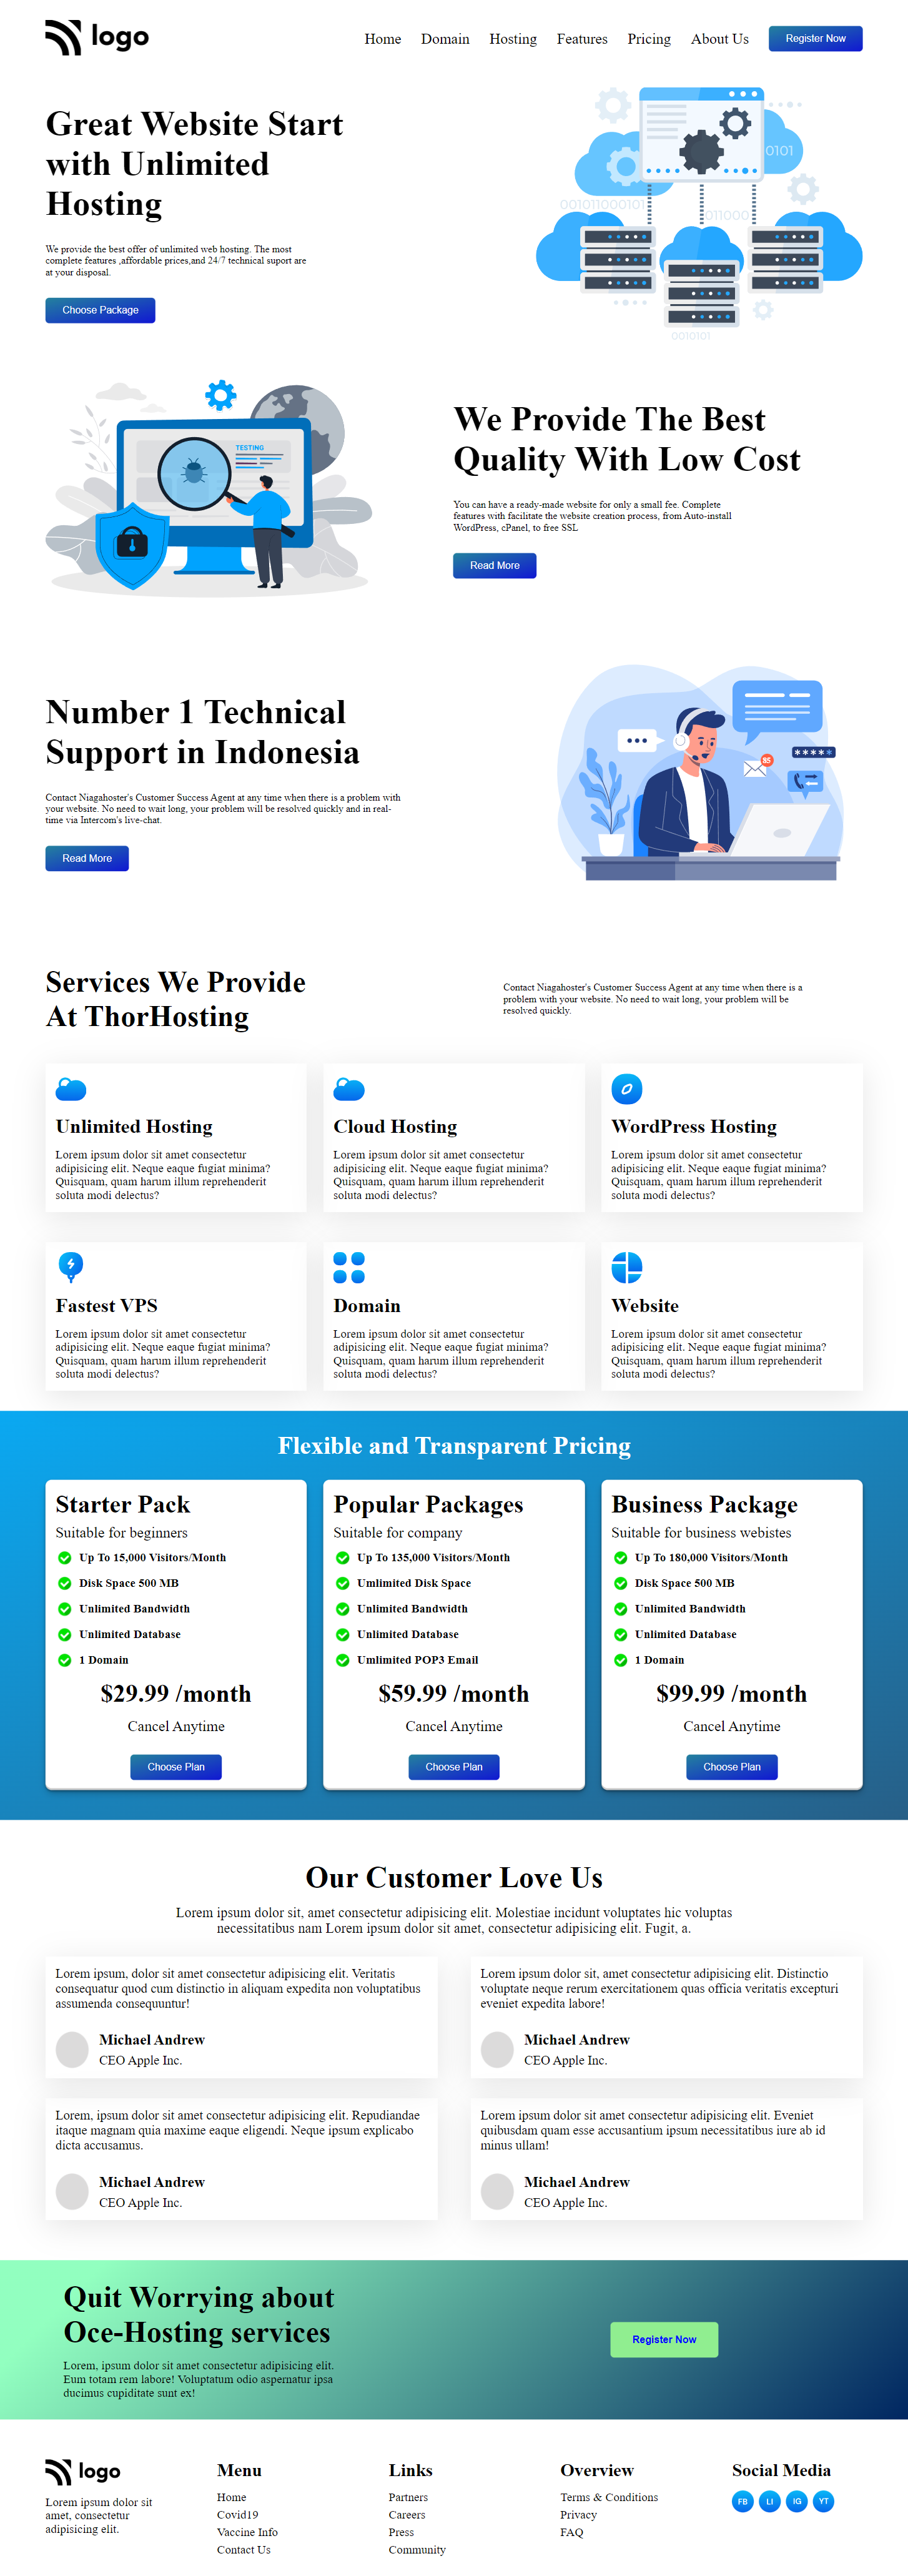 logo
Home Domain Hosting Features Pricing About Us Register Now
Great Website Start
with Unlimited
Hosting
We provide the best offer of unlimited web hosting. The most
complete features ,affordable prices,and 24/7 technical suport are
at your disposal.
Choose Package
0101
001011000101
011000
0010101
TESTING
We Provide The Best
Quality With Low Cost
You can have a ready-made website for only a small fee. Complete
features with facilitate the website creation process, from Auto-install
WordPress, cPanel, to free SSL
Read More
Number 1 Technical
Support in Indonesia
Contact Niagahoster's Customer Success Agent at any time when there is a problem with
your website. No need to wait long, your problem will be resolved quickly and in real-
time via Intercom's live-chat.
Read More
*****
85
Services We Provide
At ThorHosting
Contact Niagahoster's Customer Success Agent at any time when there is a
problem with your website. No need to wait long, your problem will be
resolved quickly.
Unlimited Hosting
Lorem ipsum dolor sit amet consectetur
adipisicing elit. Neque eaque fugiat minima?
Quisquam, quam harum illum reprehenderit
soluta modi delectus?
Cloud Hosting
Lorem ipsum dolor sit amet consectetur
adipisicing elit. Neque eaque fugiat minima?
Quisquam, quam harum illum reprehenderit
soluta modi delectus?
WordPress Hosting
Lorem ipsum dolor sit amet consectetur
adipisicing elit. Neque eaque fugiat minima?
Quisquam, quam harum illum reprehenderit
soluta modi delectus?
Fastest VPS
Lorem ipsum dolor sit amet consectetur
adipisicing elit. Neque eaque fugiat minima?
Quisquam, quam harum illum reprehenderit
soluta modi delectus?
Domain
Lorem ipsum dolor sit amet consectetur
adipisicing elit. Neque eaque fugiat minima?
Quisquam, quam harum illum reprehenderit
soluta modi delectus?
Website
Lorem ipsum dolor sit amet consectetur
adipisicing elit. Neque eaque fugiat minima?
Quisquam, quam harum illum reprehenderit
soluta modi delectus?
Flexible and Transparent Pricing
Starter Pack
Suitable for beginners
Up To 15,000 Visitors/Month
Disk Space 500 MB
Unlimited Bandwidth
Unlimited Database
1 Domain
$29.99 /month
Cancel Anytime
Choose Plan
Popular Packages
Suitable for company
Up To 135,000 Visitors/Month
Umlimited Disk Space
Unlimited Bandwidth
Unlimited Database
Umlimited POP3 Email
$59.99 /month
Cancel Anytime
Choose Plan
Business Package
Suitable for business webistes
Up To 180,000 Visitors/Month
Disk Space 500 MB
Unlimited Bandwidth
Unlimited Database
1 Domain
$99.99 /month
Cancel Anytime
Choose Plan
Our Customer Love Us
Lorem ipsum dolor sit, amet consectetur adipisicing elit. Molestiae incidunt voluptates hic voluptas
necessitatibus nam Lorem ipsum dolor sit amet, consectetur adipisicing elit. Fugit, a.
Lorem ipsum, dolor sit amet consectetur adipisicing elit. Veritatis
consequatur quod cum distinctio in aliquam expedita non voluptatibus
assumenda consequuntur!
Michael Andrew
CEO Apple Inc.
Lorem ipsum dolor sit, amet consectetur adipisicing elit. Distinctio
voluptate neque rerum exercitationem quas officia veritatis excepturi
eveniet expedita labore!
Michael Andrew
CEO Apple Inc.
Lorem, ipsum dolor sit amet consectetur adipisicing elit. Repudiandae
itaque magnam quia maxime eaque eligendi. Neque ipsum explicabo
dicta accusamus.
Michael Andrew
CEO Apple Inc.
Lorem ipsum dolor sit amet consectetur adipisicing elit. Eveniet
quibusdam quam esse accusantium ipsum necessitatibus iure ab id
minus ullam!
Michael Andrew
CEO Apple Inc.
Quit Worrying about
Oce-Hosting services
Lorem, ipsum dolor sit amet consectetur adipisicing elit.
Eum totam rem labore! Voluptatum odio aspernatur ipsa
ducimus cupiditate sunt ex!
Register Now
logo
Lorem ipsum dolor sit
amet, consectetur
adipisicing elit.
Menu
Home
Covid19
Vaccine Info
Contact Us
Links
Partners
Careers
Press
Community
Overview
Terms & Conditions
Privacy
FAQ
Social Media
FB LI IG YT